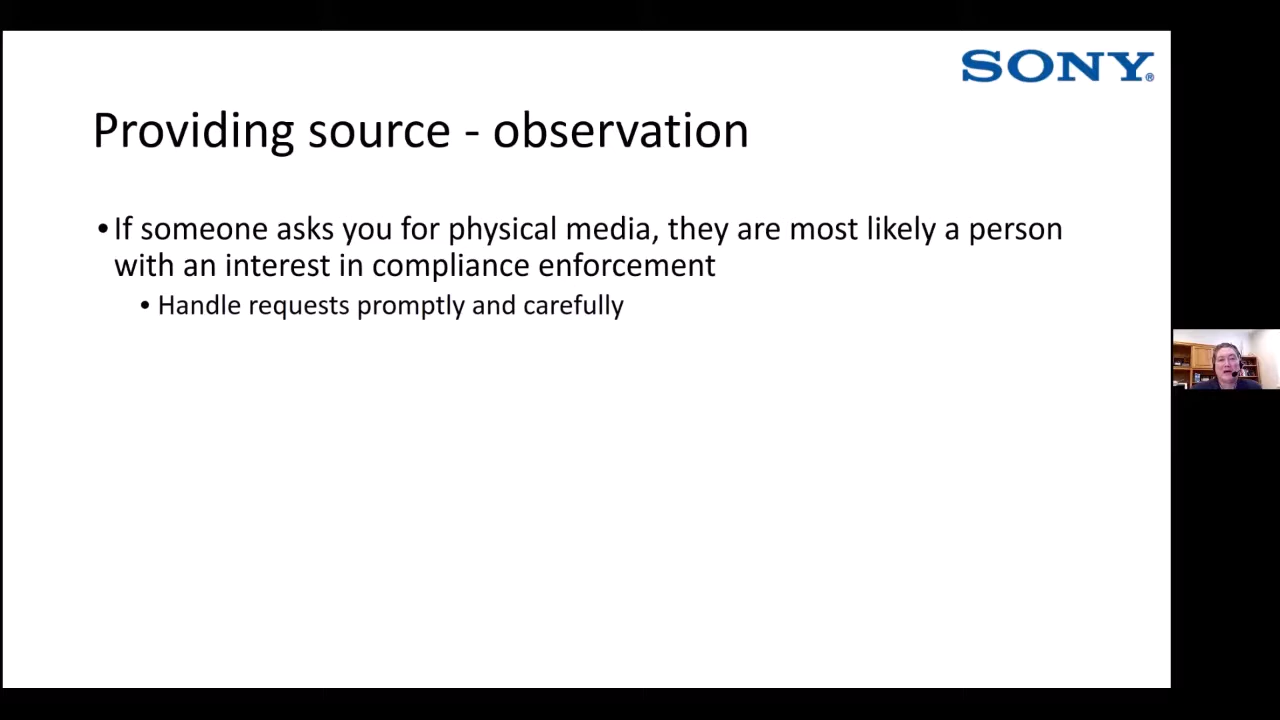 SONY®
Providing source - observation
•If someone asks you for physical media, they are most likely a person
with an interest in compliance enforcement
• Handle requests promptly and carefully